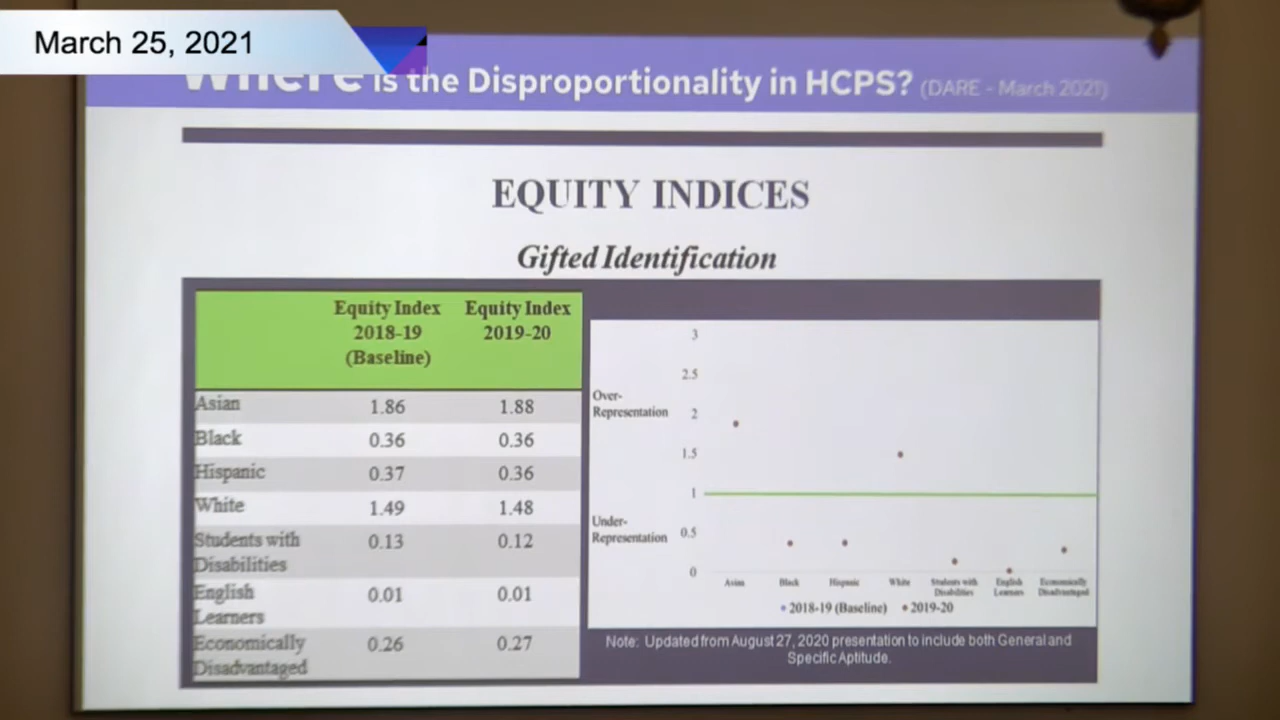 March 25, 2021
Where is the Disproportionality in HCPS? (DARE - March 2021)
EQUITY INDICES
Gifted Identification
Equity Index 2018-19 (Baseline)
Equity Index 2019-20
Asian 1.86 1.88
Black 0.36 0.36
Hispanic 0.37 0.36
White 1.49 1.48
Students with Disabilities 0.13 0.12
English Learners 0.01 0.01
Economically Disadvantaged 0.26 0.27
3
2.5
Over-Representation
2
1.5
1
Under-Representation
0.5
0
Asian Black Hispanic White Students with Disabilities English Learners Economically Disadvantaged
2018-19 (Baseline) 2019-20
Note: Updated from August 27, 2020 presentation to include both General and
Specific Aptitude.